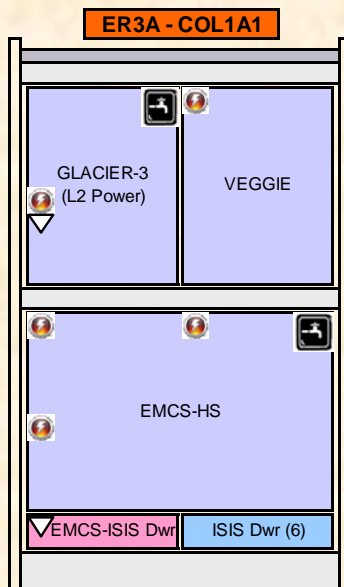 ER3A - COL1A1
GLACIER-3
(L2 Power)
VEGGIE
EMCS-HS
EMCS-ISIS Dwr
ISIS Dwr (6)